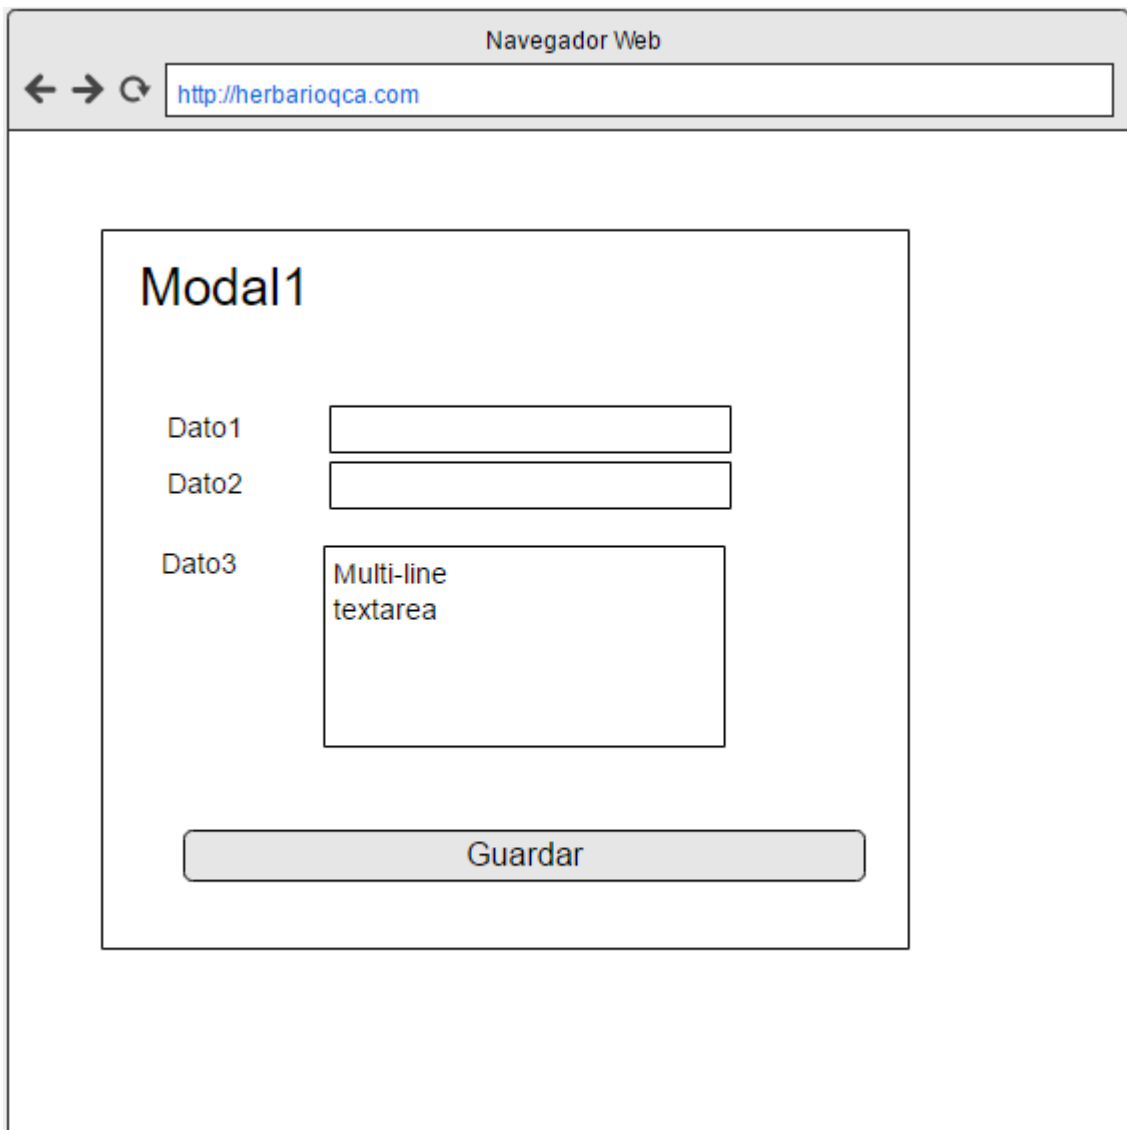 Navegador Web
http://herbarioqca.com
Modal1
Dato1
Dato2
Dato3
Multi-line
textarea
Guardar